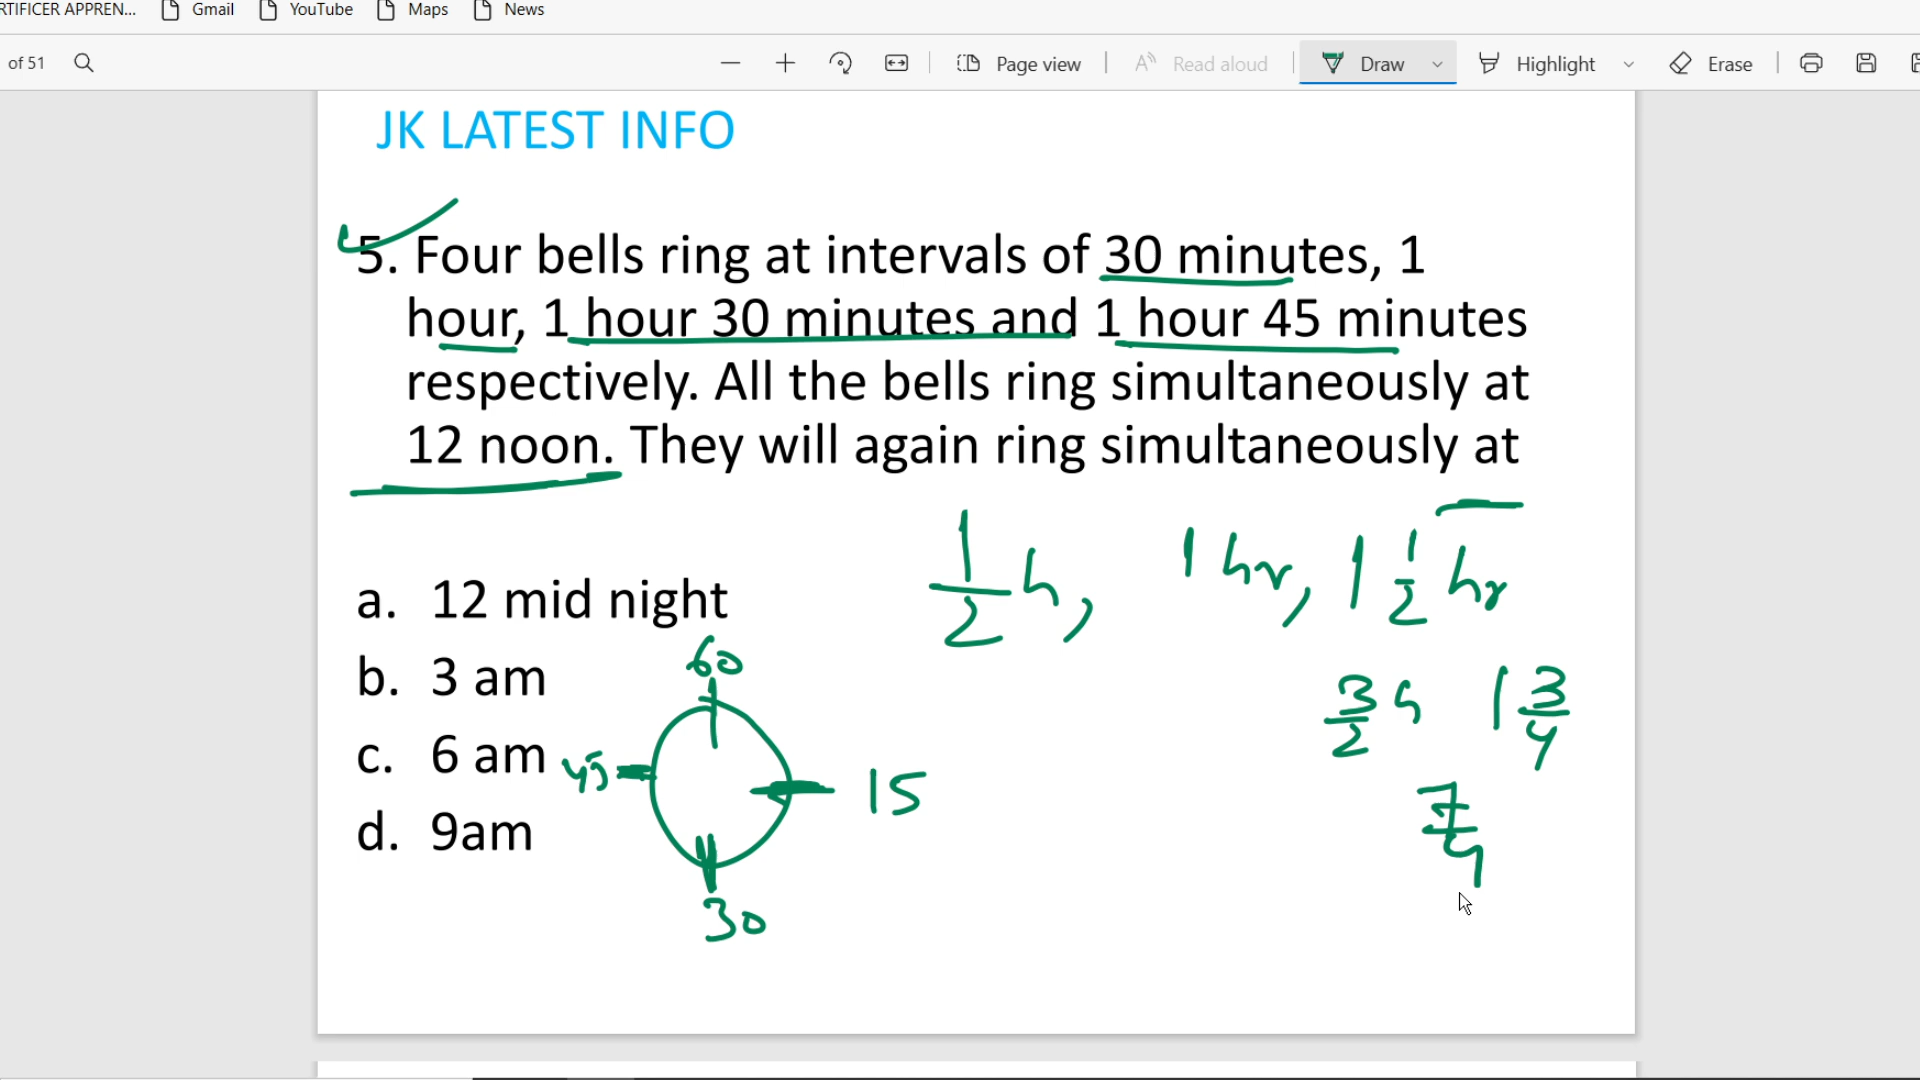 RTIFICER APPREN... Gmail YouTube Maps News
of 51 Page view Read aloud Draw Highlight Erase
JK LATEST INFO
5. Four bells ring at intervals of 30 minutes, 1
hour, 1 hour 30 minutes and 1 hour 45 minutes
respectively. All the bells ring simultaneously at
12 noon. They will again ring simultaneously at
1/2 h, 1 hr, 1 1/2 hr
a. 12 mid night
60
b. 3 am
3/2 h 1 3/4
c. 6 am
45 15
7/4
d. 9am
30